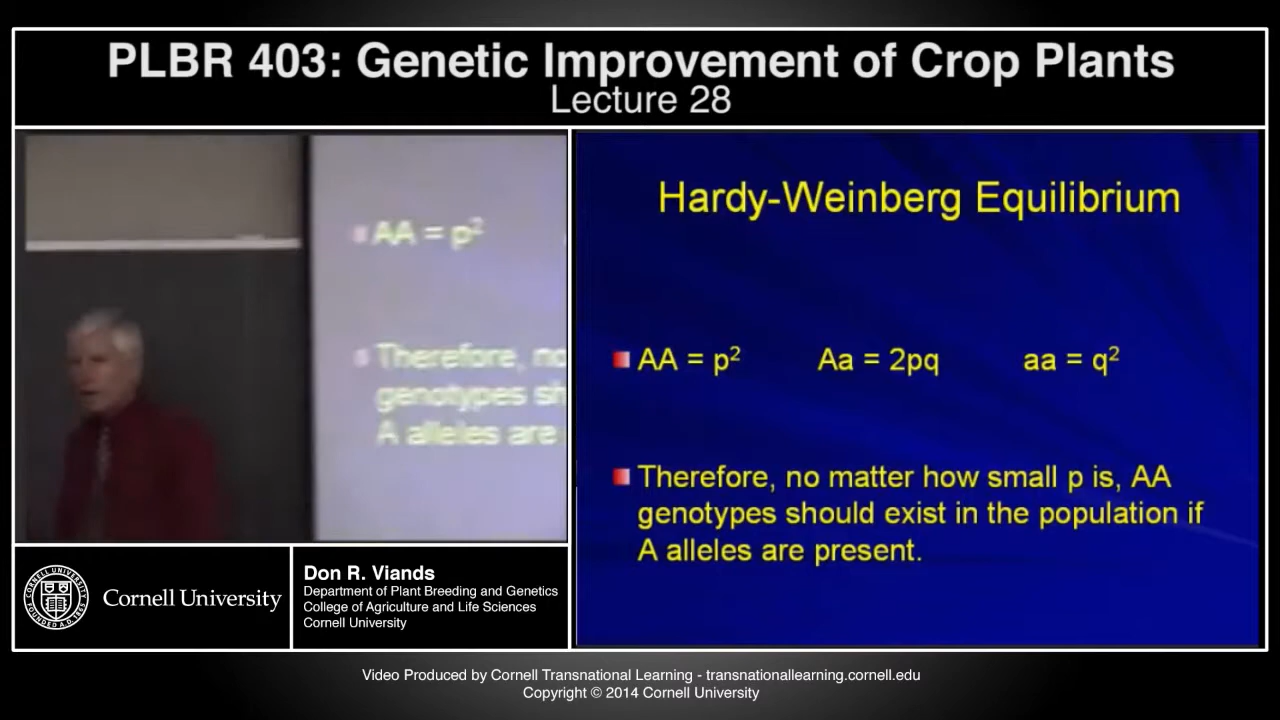 PLBR 403: Genetic Improvement of Crop Plants
Lecture 28
AA = p²
Therefore, no
genotypes sh
A alleles are
Hardy-Weinberg Equilibrium
AA = p² Aa = 2pq aa = q²
Therefore, no matter how small p is, AA
genotypes should exist in the population if
A alleles are present.
Cornell University
Don R. Viands
Department of Plant Breeding and Genetics
College of Agriculture and Life Sciences
Cornell University
Video Produced by Cornell Transnational Learning - transnationallearning.cornell.edu
Copyright © 2014 Cornell University